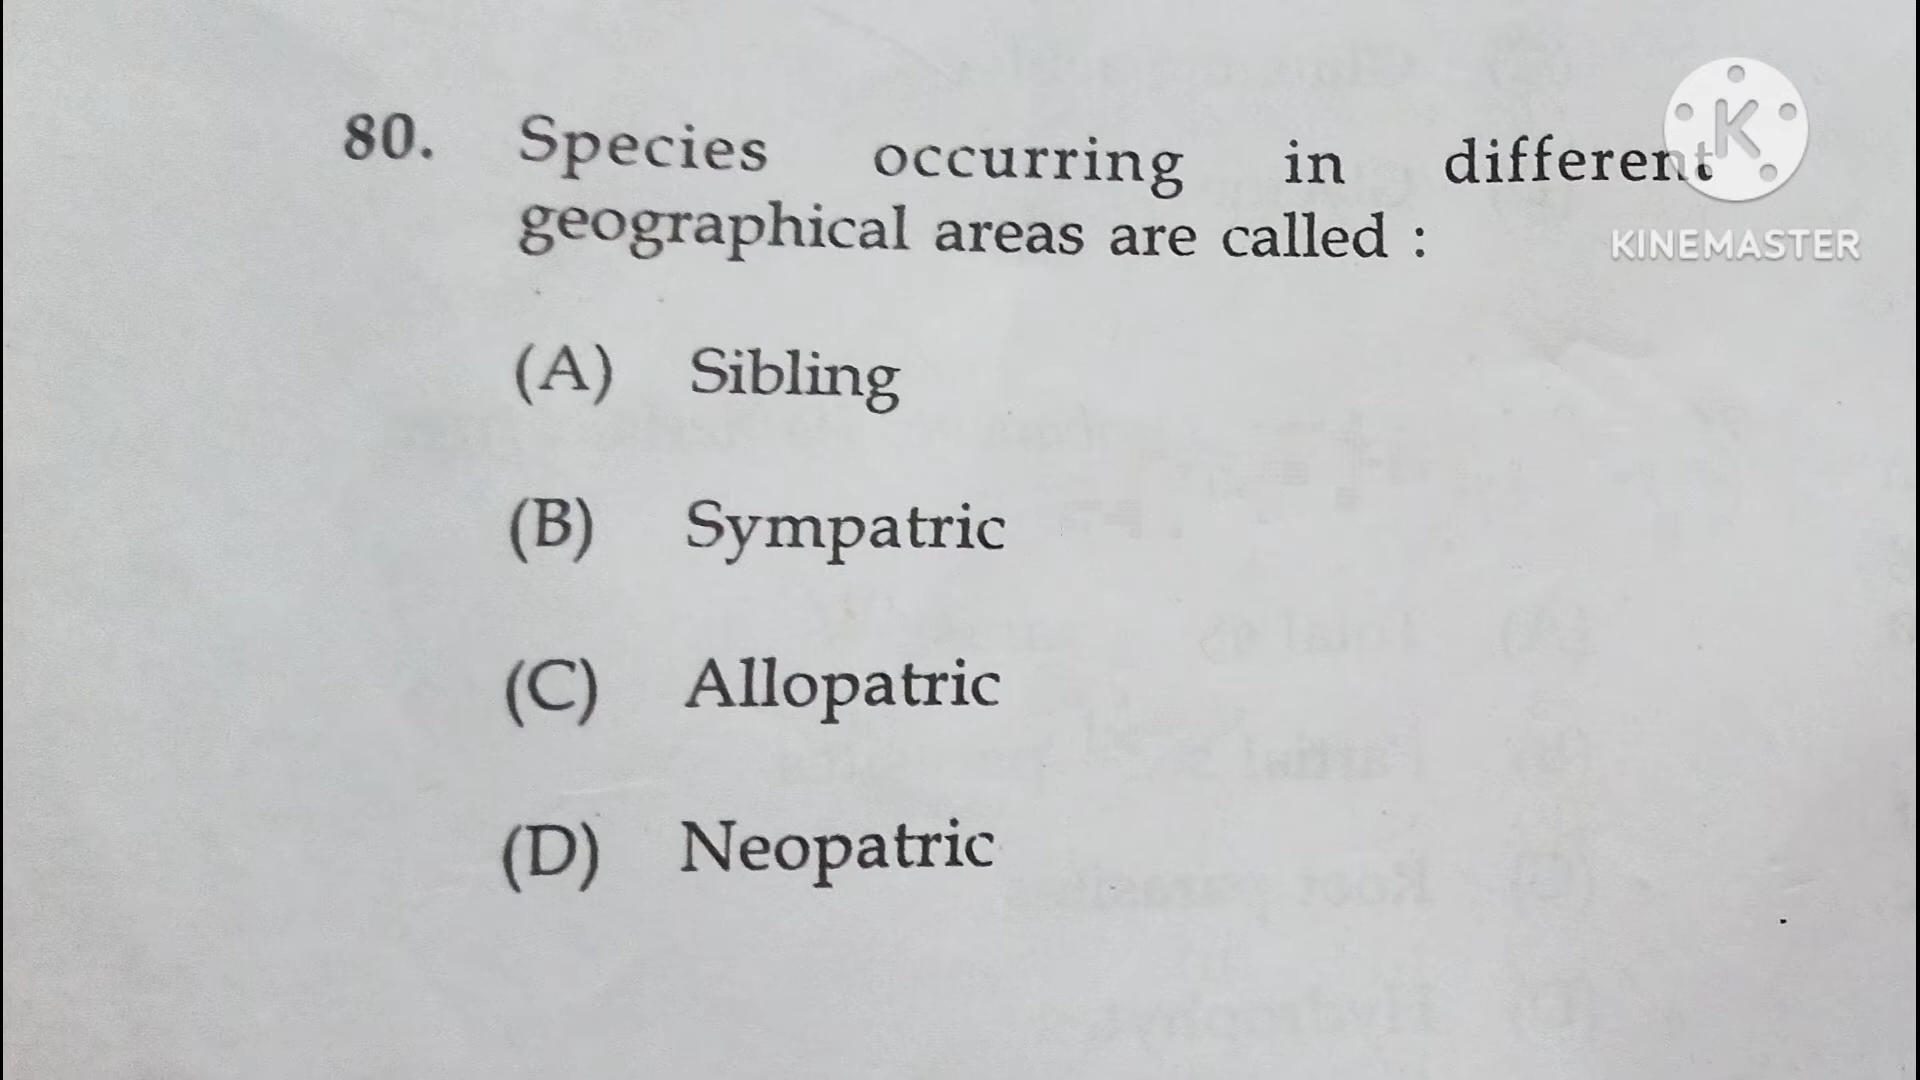 80. Species occurring in different
geographical areas are called :
(A) Sibling
(B) Sympatric
(C) Allopatric
(D) Neopatric
K
KINEMASTER